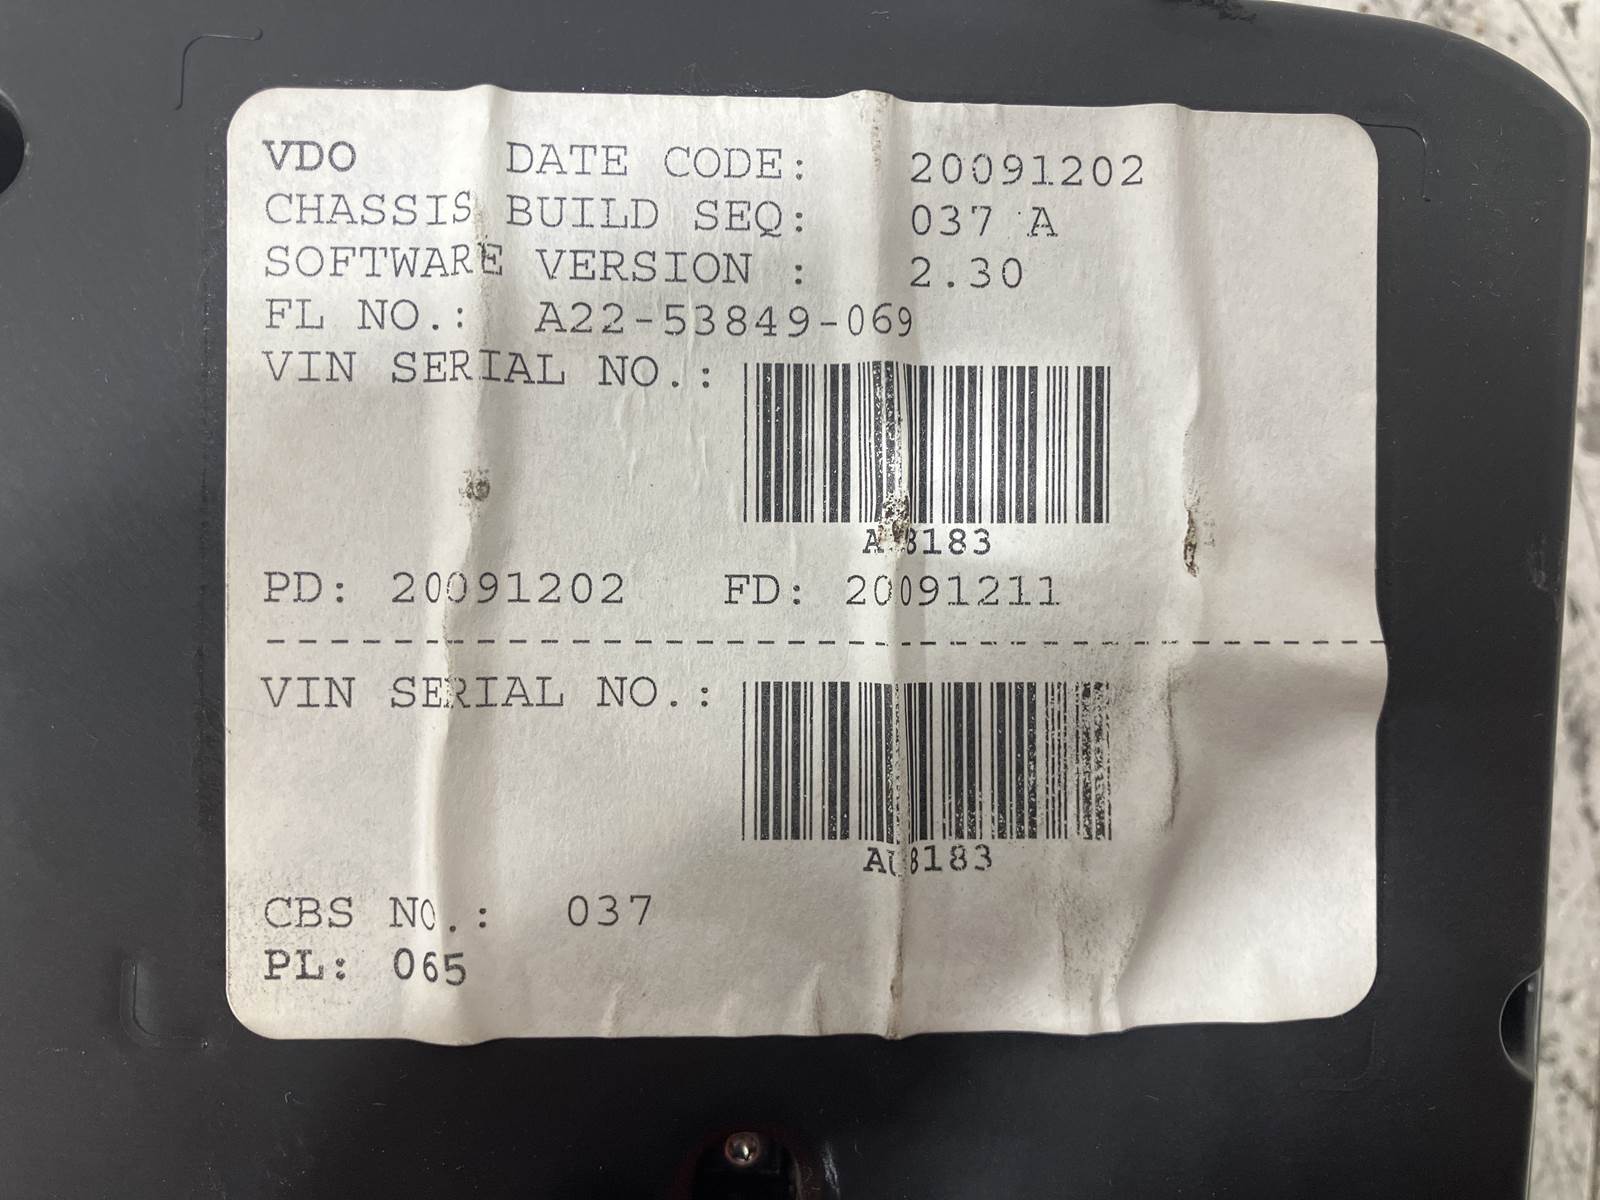 VDO DATE CODE: 20091202
CHASSIS BUILD SEQ: 037 A
SOFTWARE VERSION : 2.30
FL NO.: A22-53849-069
VIN SERIAL NO.:
PD: 20091202 FD: 20091211
VIN SERIAL NO.:
AU8183
CBS NO.: 037
PL: 065